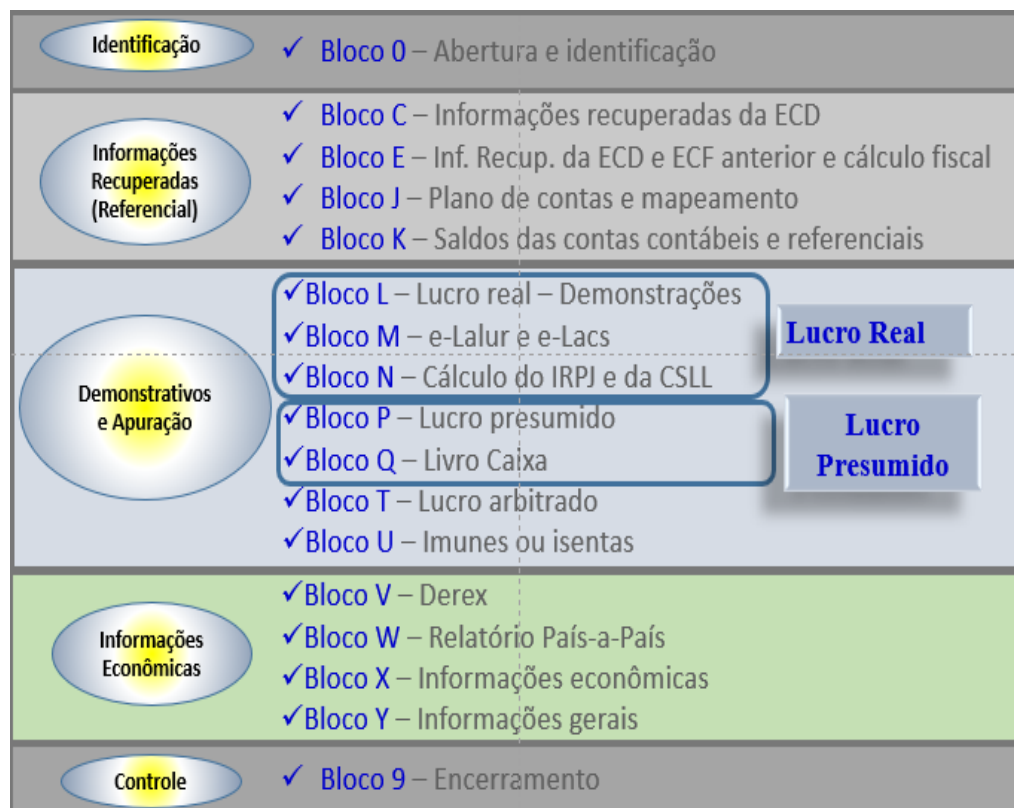 Identificação
✓ Bloco 0 – Abertura e identificação
Informações
Recuperadas
(Referencial)
✓ Bloco C – Informações recuperadas da ECD
✓ Bloco E – Inf. Recup. da ECD e ECF anterior e cálculo fiscal
✓ Bloco J – Plano de contas e mapeamento
✓ Bloco K – Saldos das contas contábeis e referenciais
Demonstrativos
e Apuração
✓Bloco L – Lucro real – Demonstrações
✓Bloco M – e-Lalur e e-Lacs
✓Bloco N – Cálculo do IRPJ e da CSLL
Lucro Real
✓Bloco P – Lucro presumido
✓Bloco Q – Livro Caixa
Lucro
Presumido
✓Bloco T – Lucro arbitrado
✓Bloco U – Imunes ou isentas
Informações
Econômicas
✓Bloco V – Derex
✓Bloco W – Relatório País-a-País
✓Bloco X – Informações econômicas
✓Bloco Y – Informações gerais
Controle
✓ Bloco 9 – Encerramento